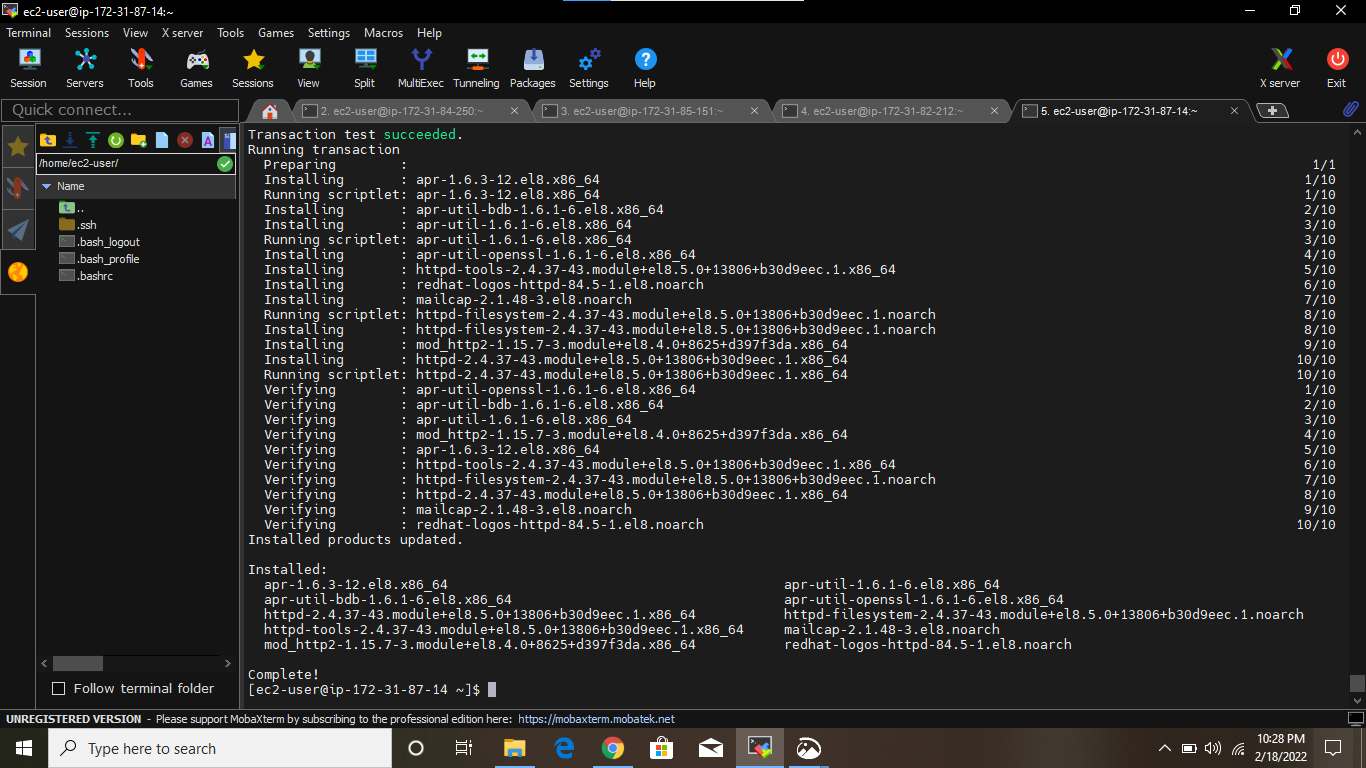 ec2-user@ip-172-31-87-14:~
Terminal Sessions View X server Tools Games Settings Macros Help
Session Servers Tools Games Sessions View Split MultiExec Tunneling Packages Settings Help X server Exit
Quick connect...
2. ec2-user@ip-172-31-84-250:~
3. ec2-user@ip-172-31-85-151:~
4. ec2-user@ip-172-31-82-212:~
5. ec2-user@ip-172-31-87-14:~
/home/ec2-user/
Name
..
.ssh
.bash_logout
.bash_profile
.bashrc
Follow terminal folder
Transaction test succeeded.
Running transaction
Preparing : 1/1
Installing : apr-1.6.3-12.el8.x86_64 1/10
Running scriptlet: apr-1.6.3-12.el8.x86_64 1/10
Installing : apr-util-bdb-1.6.1-6.el8.x86_64 2/10
Installing : apr-util-1.6.1-6.el8.x86_64 3/10
Running scriptlet: apr-util-1.6.1-6.el8.x86_64 3/10
Installing : apr-util-openssl-1.6.1-6.el8.x86_64 4/10
Installing : httpd-tools-2.4.37-43.module+el8.5.0+13806+b30d9eec.1.x86_64 5/10
Installing : redhat-logos-httpd-84.5-1.el8.noarch 6/10
Installing : mailcap-2.1.48-3.el8.noarch 7/10
Running scriptlet: httpd-filesystem-2.4.37-43.module+el8.5.0+13806+b30d9eec.1.noarch 8/10
Installing : httpd-filesystem-2.4.37-43.module+el8.5.0+13806+b30d9eec.1.noarch 8/10
Installing : mod_http2-1.15.7-3.module+el8.4.0+8625+d397f3da.x86_64 9/10
Installing : httpd-2.4.37-43.module+el8.5.0+13806+b30d9eec.1.x86_64 10/10
Running scriptlet: httpd-2.4.37-43.module+el8.5.0+13806+b30d9eec.1.x86_64 10/10
Verifying : apr-util-openssl-1.6.1-6.el8.x86_64 1/10
Verifying : apr-util-bdb-1.6.1-6.el8.x86_64 2/10
Verifying : apr-util-1.6.1-6.el8.x86_64 3/10
Verifying : mod_http2-1.15.7-3.module+el8.4.0+8625+d397f3da.x86_64 4/10
Verifying : apr-1.6.3-12.el8.x86_64 5/10
Verifying : httpd-tools-2.4.37-43.module+el8.5.0+13806+b30d9eec.1.x86_64 6/10
Verifying : httpd-filesystem-2.4.37-43.module+el8.5.0+13806+b30d9eec.1.noarch 7/10
Verifying : httpd-2.4.37-43.module+el8.5.0+13806+b30d9eec.1.x86_64 8/10
Verifying : mailcap-2.1.48-3.el8.noarch 9/10
Verifying : redhat-logos-httpd-84.5-1.el8.noarch 10/10
Installed products updated.
Installed:
apr-1.6.3-12.el8.x86_64 apr-util-1.6.1-6.el8.x86_64
apr-util-bdb-1.6.1-6.el8.x86_64 apr-util-openssl-1.6.1-6.el8.x86_64
httpd-2.4.37-43.module+el8.5.0+13806+b30d9eec.1.x86_64 httpd-filesystem-2.4.37-43.module+el8.5.0+13806+b30d9eec.1.noarch
httpd-tools-2.4.37-43.module+el8.5.0+13806+b30d9eec.1.x86_64 mailcap-2.1.48-3.el8.noarch
mod_http2-1.15.7-3.module+el8.4.0+8625+d397f3da.x86_64 redhat-logos-httpd-84.5-1.el8.noarch
Complete!
[ec2-user@ip-172-31-87-14 ~]$
UNREGISTERED VERSION - Please support MobaXterm by subscribing to the professional edition here: https://mobaxterm.mobatek.net
Type here to search
10:28 PM
2/18/2022